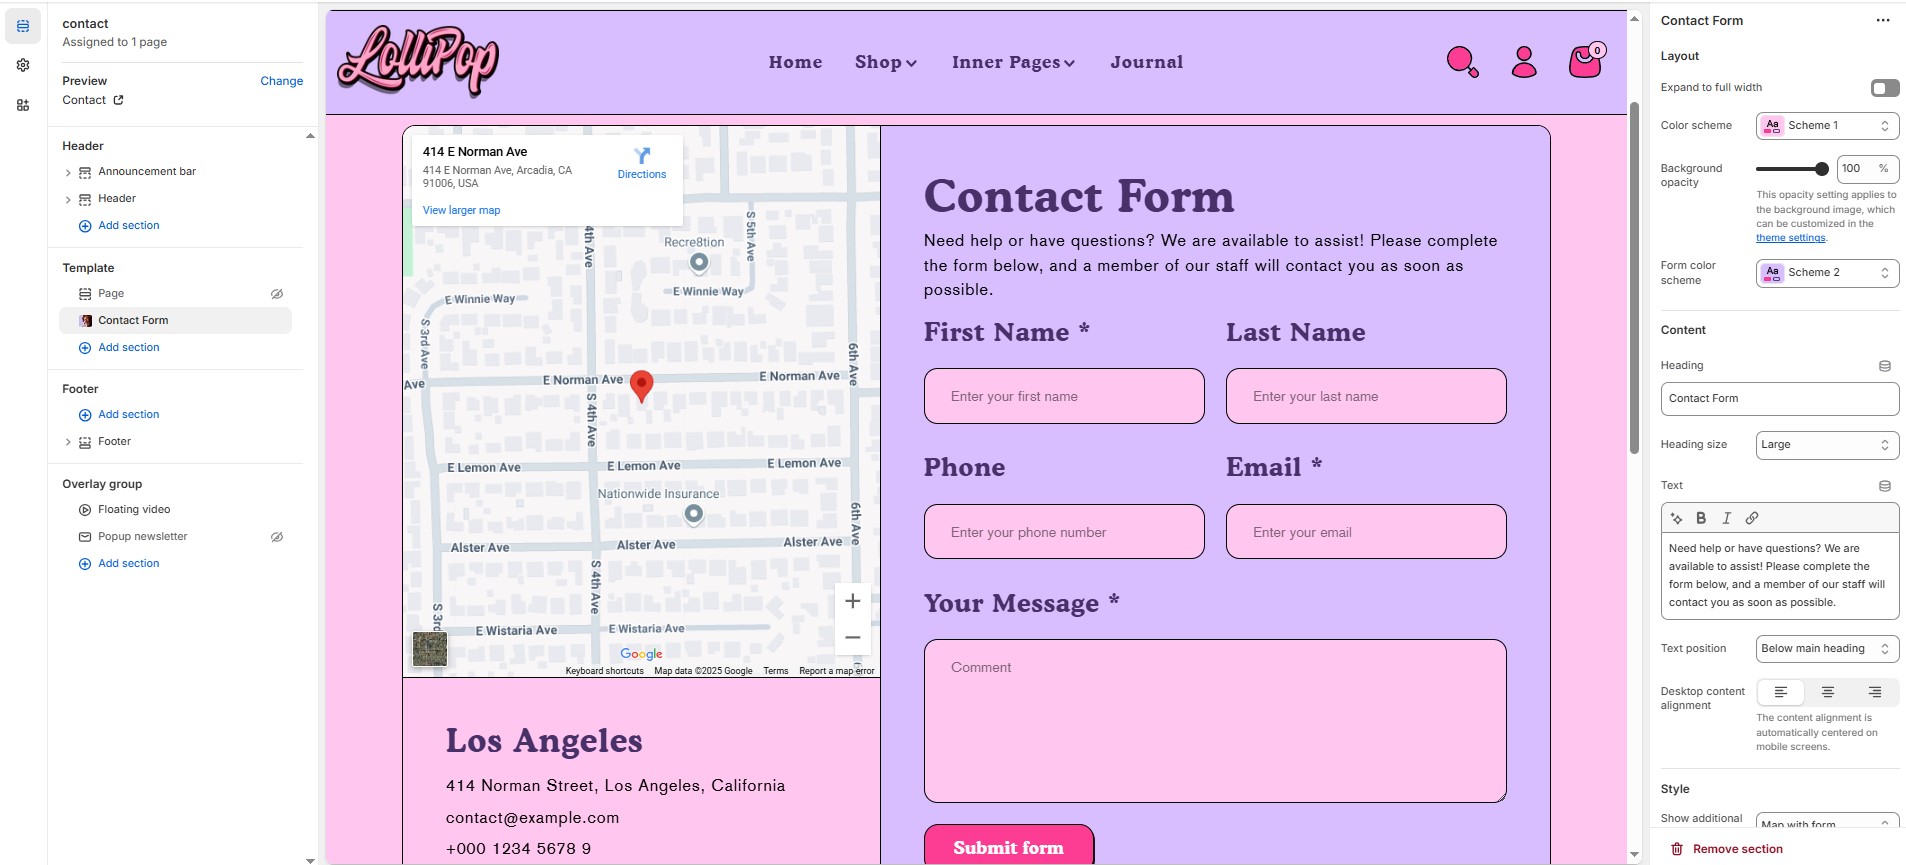 contact
Assigned to 1 page
Preview
Change
Contact
Header
Announcement bar
Header
Add section
Template
Page
Contact Form
Add section
Footer
Add section
Footer
Overlay group
Floating video
Popup newsletter
Add section
LolliPop
Home
Shop
Inner Pages
Journal
0
414 E Norman Ave
414 E Norman Ave, Arcadia, CA
91006, USA
Directions
View larger map
4th Ave
S 5th Ave
Recre8tion
E Winnie Way
E Winnie Way
S 3rd Ave
6th Ave
Ave
E Norman Ave
E Norman Ave
S 4th Ave
E Lemon Ave
E Lemon Ave
E Lemon Ave
Nationwide Insurance
6th Ave
Alster Ave
Alster Ave
Alster Ave
S 4th Ave
S 3rd
E Wistaria Ave
E Wistaria Ave
Google
Keyboard shortcuts
Map data ©2025 Google
Terms
Report a map error
Los Angeles
414 Norman Street, Los Angeles, California
contact@example.com
+000 1234 5678 9
Contact Form
Need help or have questions? We are available to assist! Please complete
the form below, and a member of our staff will contact you as soon as
possible.
First Name *
Last Name
Enter your first name
Enter your last name
Phone
Email *
Enter your phone number
Enter your email
Your Message *
Comment
Submit form
Contact Form
Layout
Expand to full width
Color scheme
Aa
Scheme 1
Background
opacity
100
%
This opacity setting applies to
the background image, which
can be customized in the
theme settings.
Form color
scheme
Aa
Scheme 2
Content
Heading
Contact Form
Heading size
Large
Text
B I
Need help or have questions? We are
available to assist! Please complete the
form below, and a member of our staff will
contact you as soon as possible.
Text position
Below main heading
Desktop content
alignment
The content alignment is
automatically centered on
mobile screens.
Style
Show additional
Map with form
Remove section